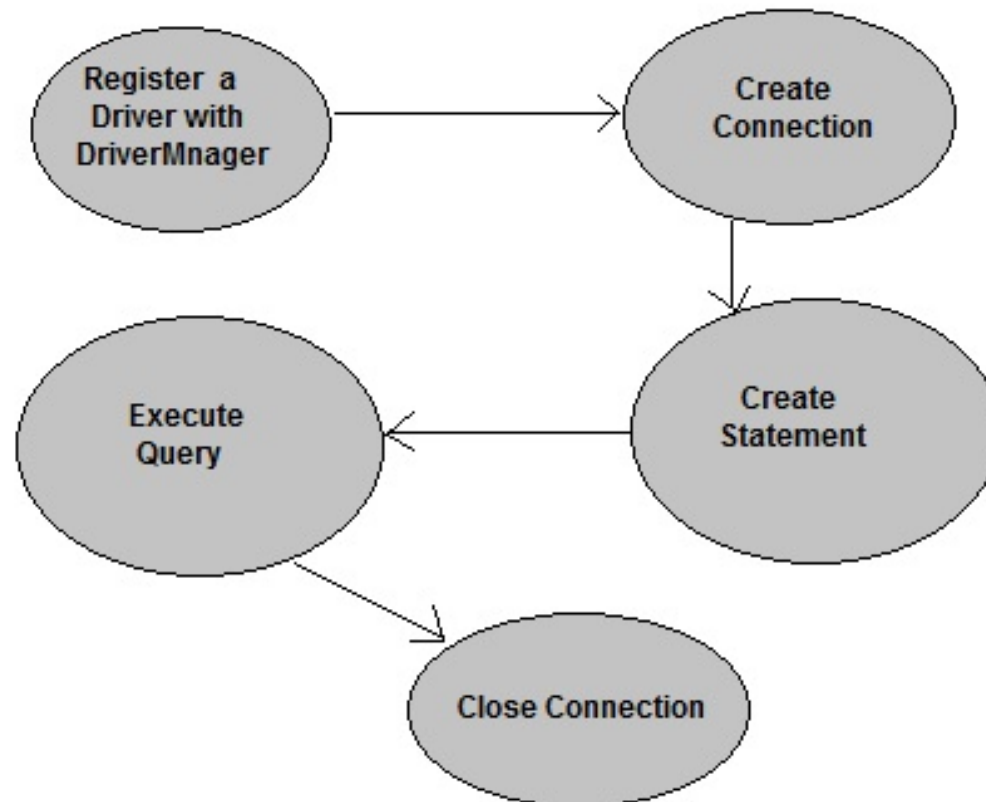 Register a
Driver with
DriverMnager
Create
Connection
Create
Statement
Execute
Query
Close Connection